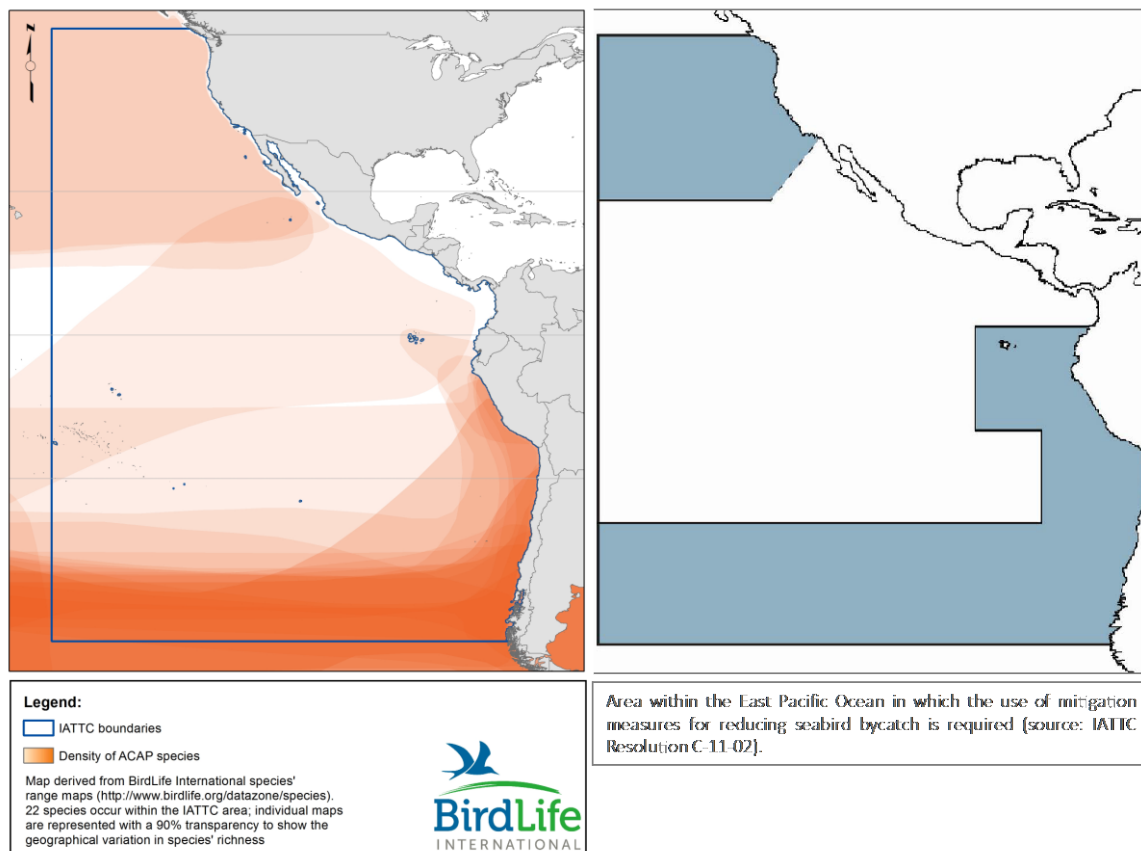 N
Legend:
IATTC boundaries
Density of ACAP species
Map derived from BirdLife International species'
range maps (http://www.birdlife.org/datazone/species).
22 species occur within the IATTC area; individual maps
are represented with a 90% transparency to show the
geographical variation in species' richness
BirdLife
INTERNATIONAL
Area within the East Pacific Ocean in which the use of mitigation
measures for reducing seabird bycatch is required (source: IATTC
Resolution C-11-02).